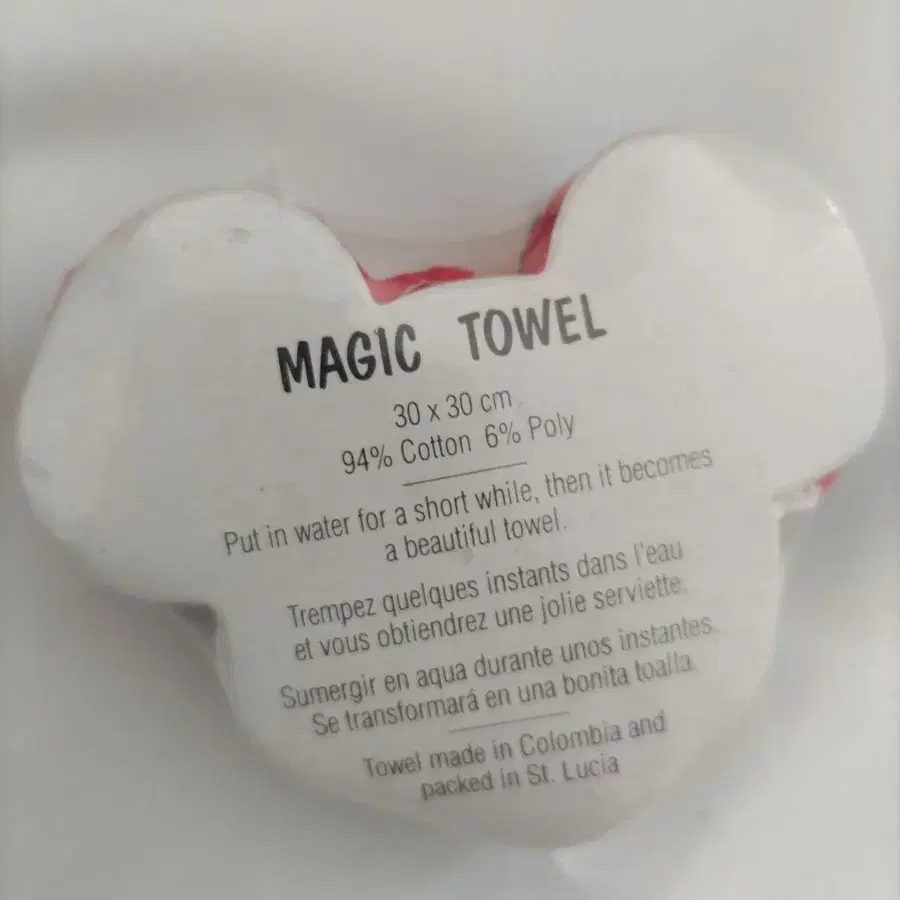 MAGIC TOWEL
30 x 30 cm
94% Cotton 6% Poly
Put in water for a short while, then it becomes
a beautiful towel.
Trempez quelques instants dans l'eau
et vous obtiendrez une jolie serviette.
Sumergir en aqua durante unos instantes.
Se transformará en una bonita toalla.
Towel made in Colombia and
packed in St. Lucia